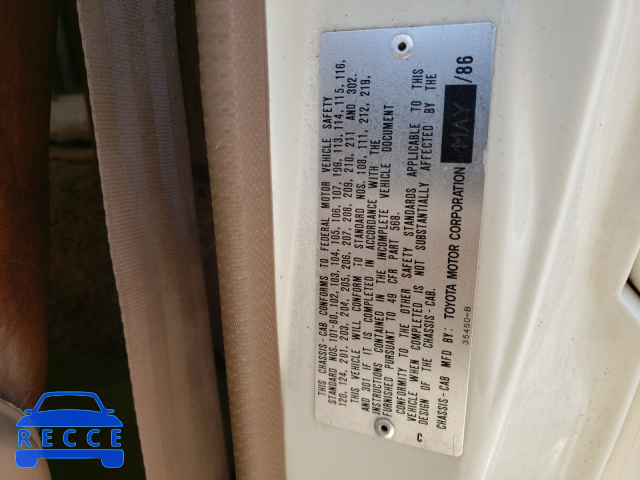 THIS CHASSIS-CAB CONFORMS TO FEDERAL MOTOR VEHICLE SAFETY
STANDARD NOS. 101-80, 102, 103, 104, 105, 106, 107, 108, 113, 114, 115, 116,
120, 124, 201, 203, 204, 205, 206, 207, 208, 209, 210, 211 AND 302.
THIS VEHICLE WILL CONFORM TO STANDARD NOS. 108, 111, 212, 219,
AND 301 IF IT IS COMPLETED IN ACCORDANCE WITH THE
INSTRUCTIONS CONTAINED IN THE INCOMPLETE VEHICLE DOCUMENT
FURNISHED PURSUANT TO 49 CFR PART 568.
CONFORMITY TO THE OTHER SAFETY STANDARDS APPLICABLE TO THIS
VEHICLE WHEN COMPLETED IS NOT SUBSTANTIALLY AFFECTED BY THE
DESIGN OF THE CHASSIS-CAB.
CHASSIS-CAB MFD BY: TOYOTA MOTOR CORPORATION MAY /86
C 35450-B
RECCE